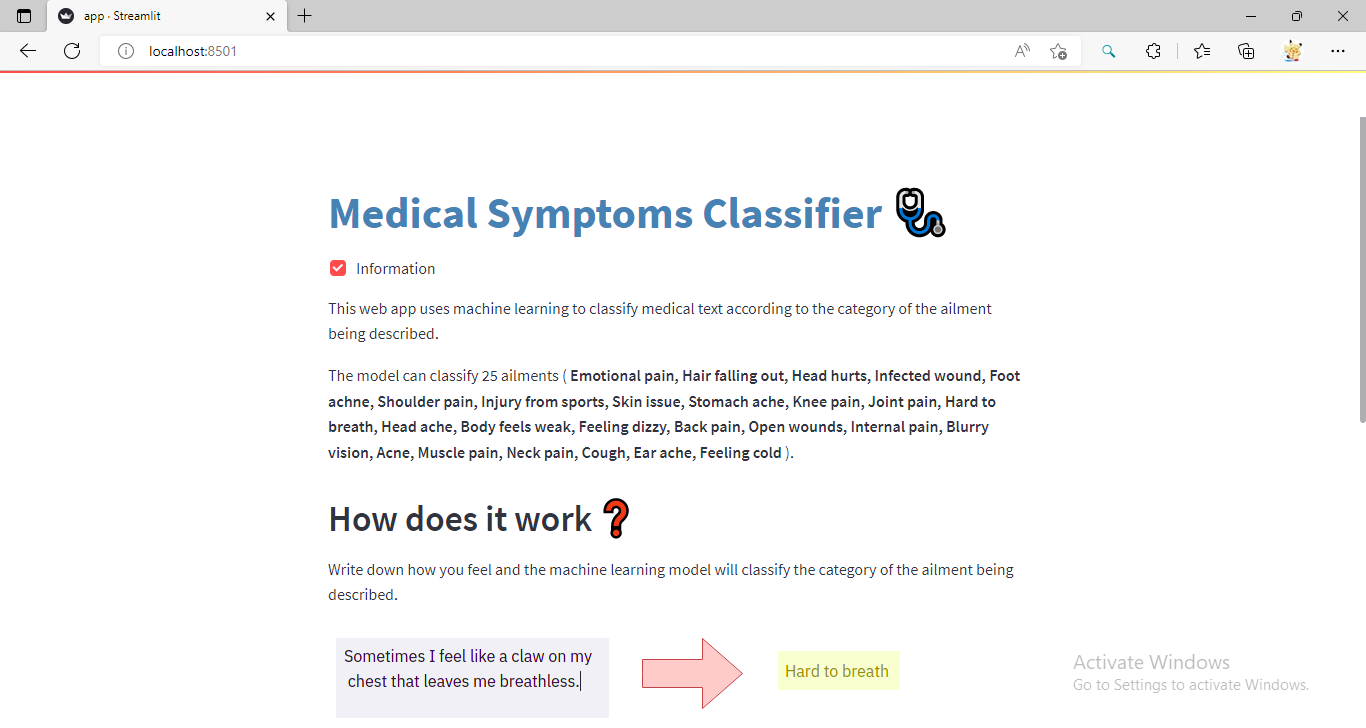 app · Streamlit
localhost:8501
Medical Symptoms Classifier
Information
This web app uses machine learning to classify medical text according to the category of the ailment
being described.
The model can classify 25 ailments ( Emotional pain, Hair falling out, Head hurts, Infected wound, Foot
achne, Shoulder pain, Injury from sports, Skin issue, Stomach ache, Knee pain, Joint pain, Hard to
breath, Head ache, Body feels weak, Feeling dizzy, Back pain, Open wounds, Internal pain, Blurry
vision, Acne, Muscle pain, Neck pain, Cough, Ear ache, Feeling cold ).
How does it work ?
Write down how you feel and the machine learning model will classify the category of the ailment being
described.
Sometimes I feel like a claw on my
chest that leaves me breathless.
Hard to breath
Activate Windows
Go to Settings to activate Windows.